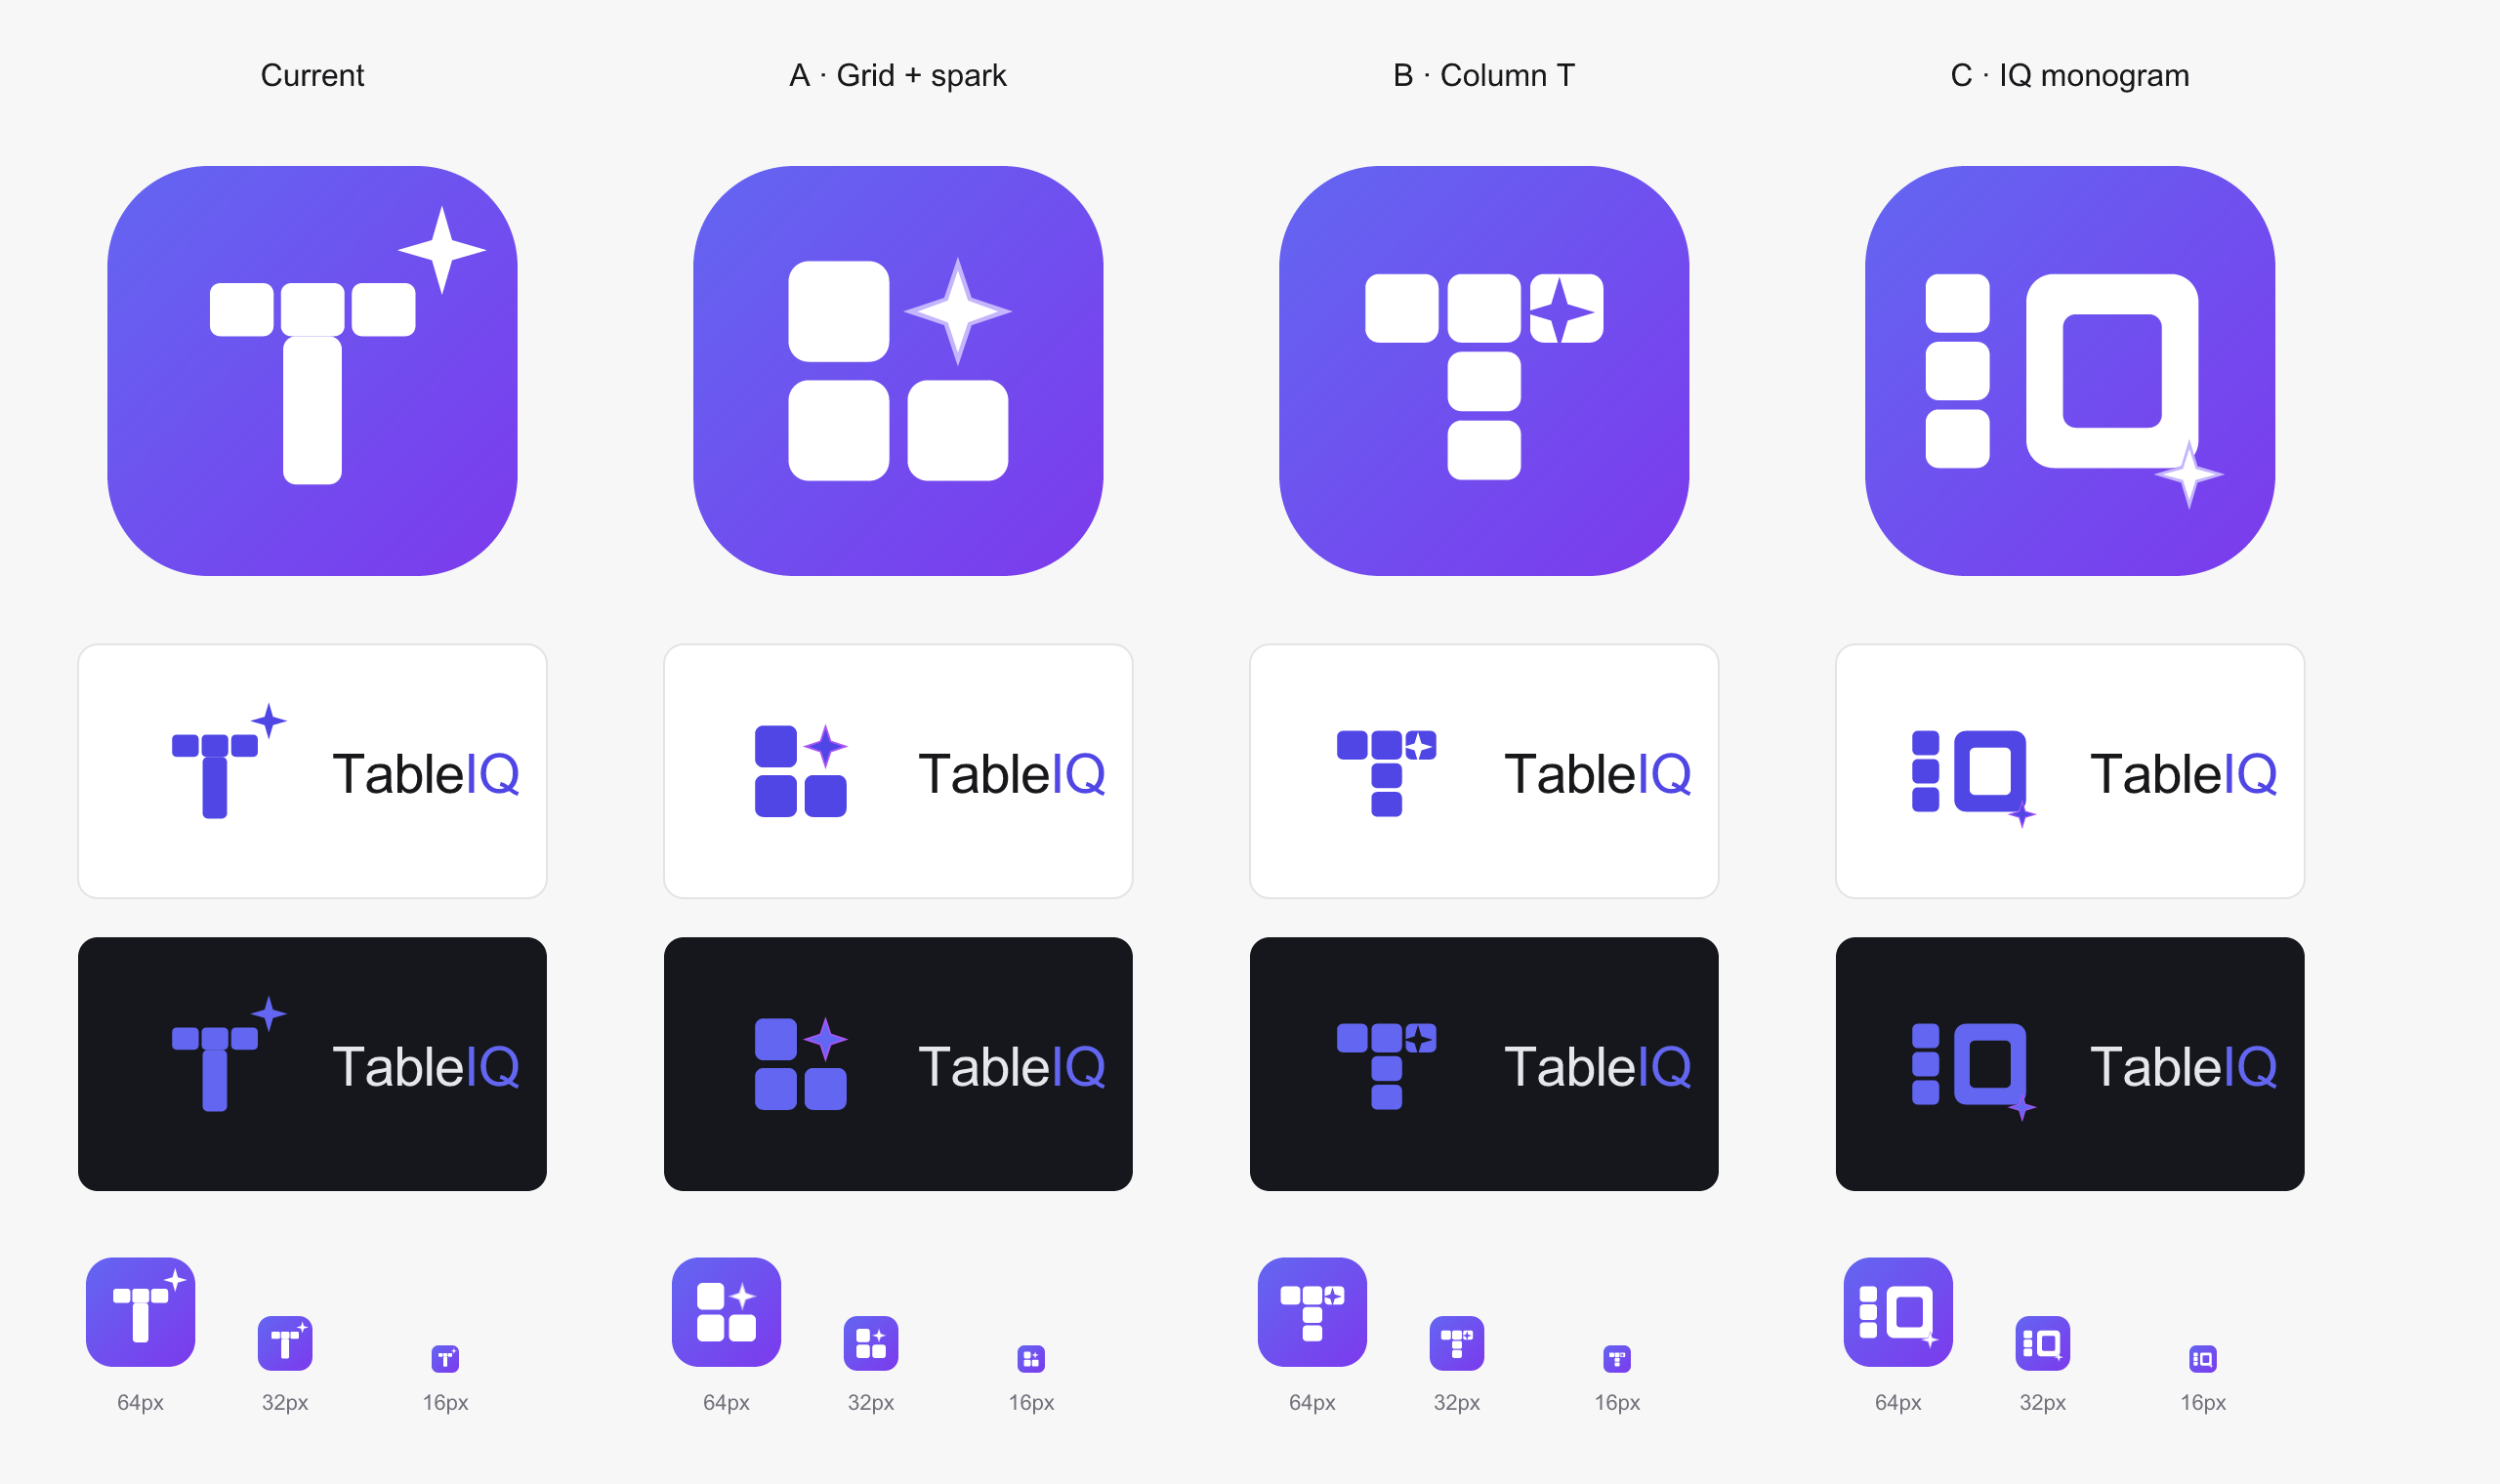 Current
A · Grid + spark
B · Column T
C · IQ monogram
TableIQ
TableIQ
TableIQ
TableIQ
TableIQ
TableIQ
TableIQ
TableIQ
64px
32px
16px
64px
32px
16px
64px
32px
16px
64px
32px
16px